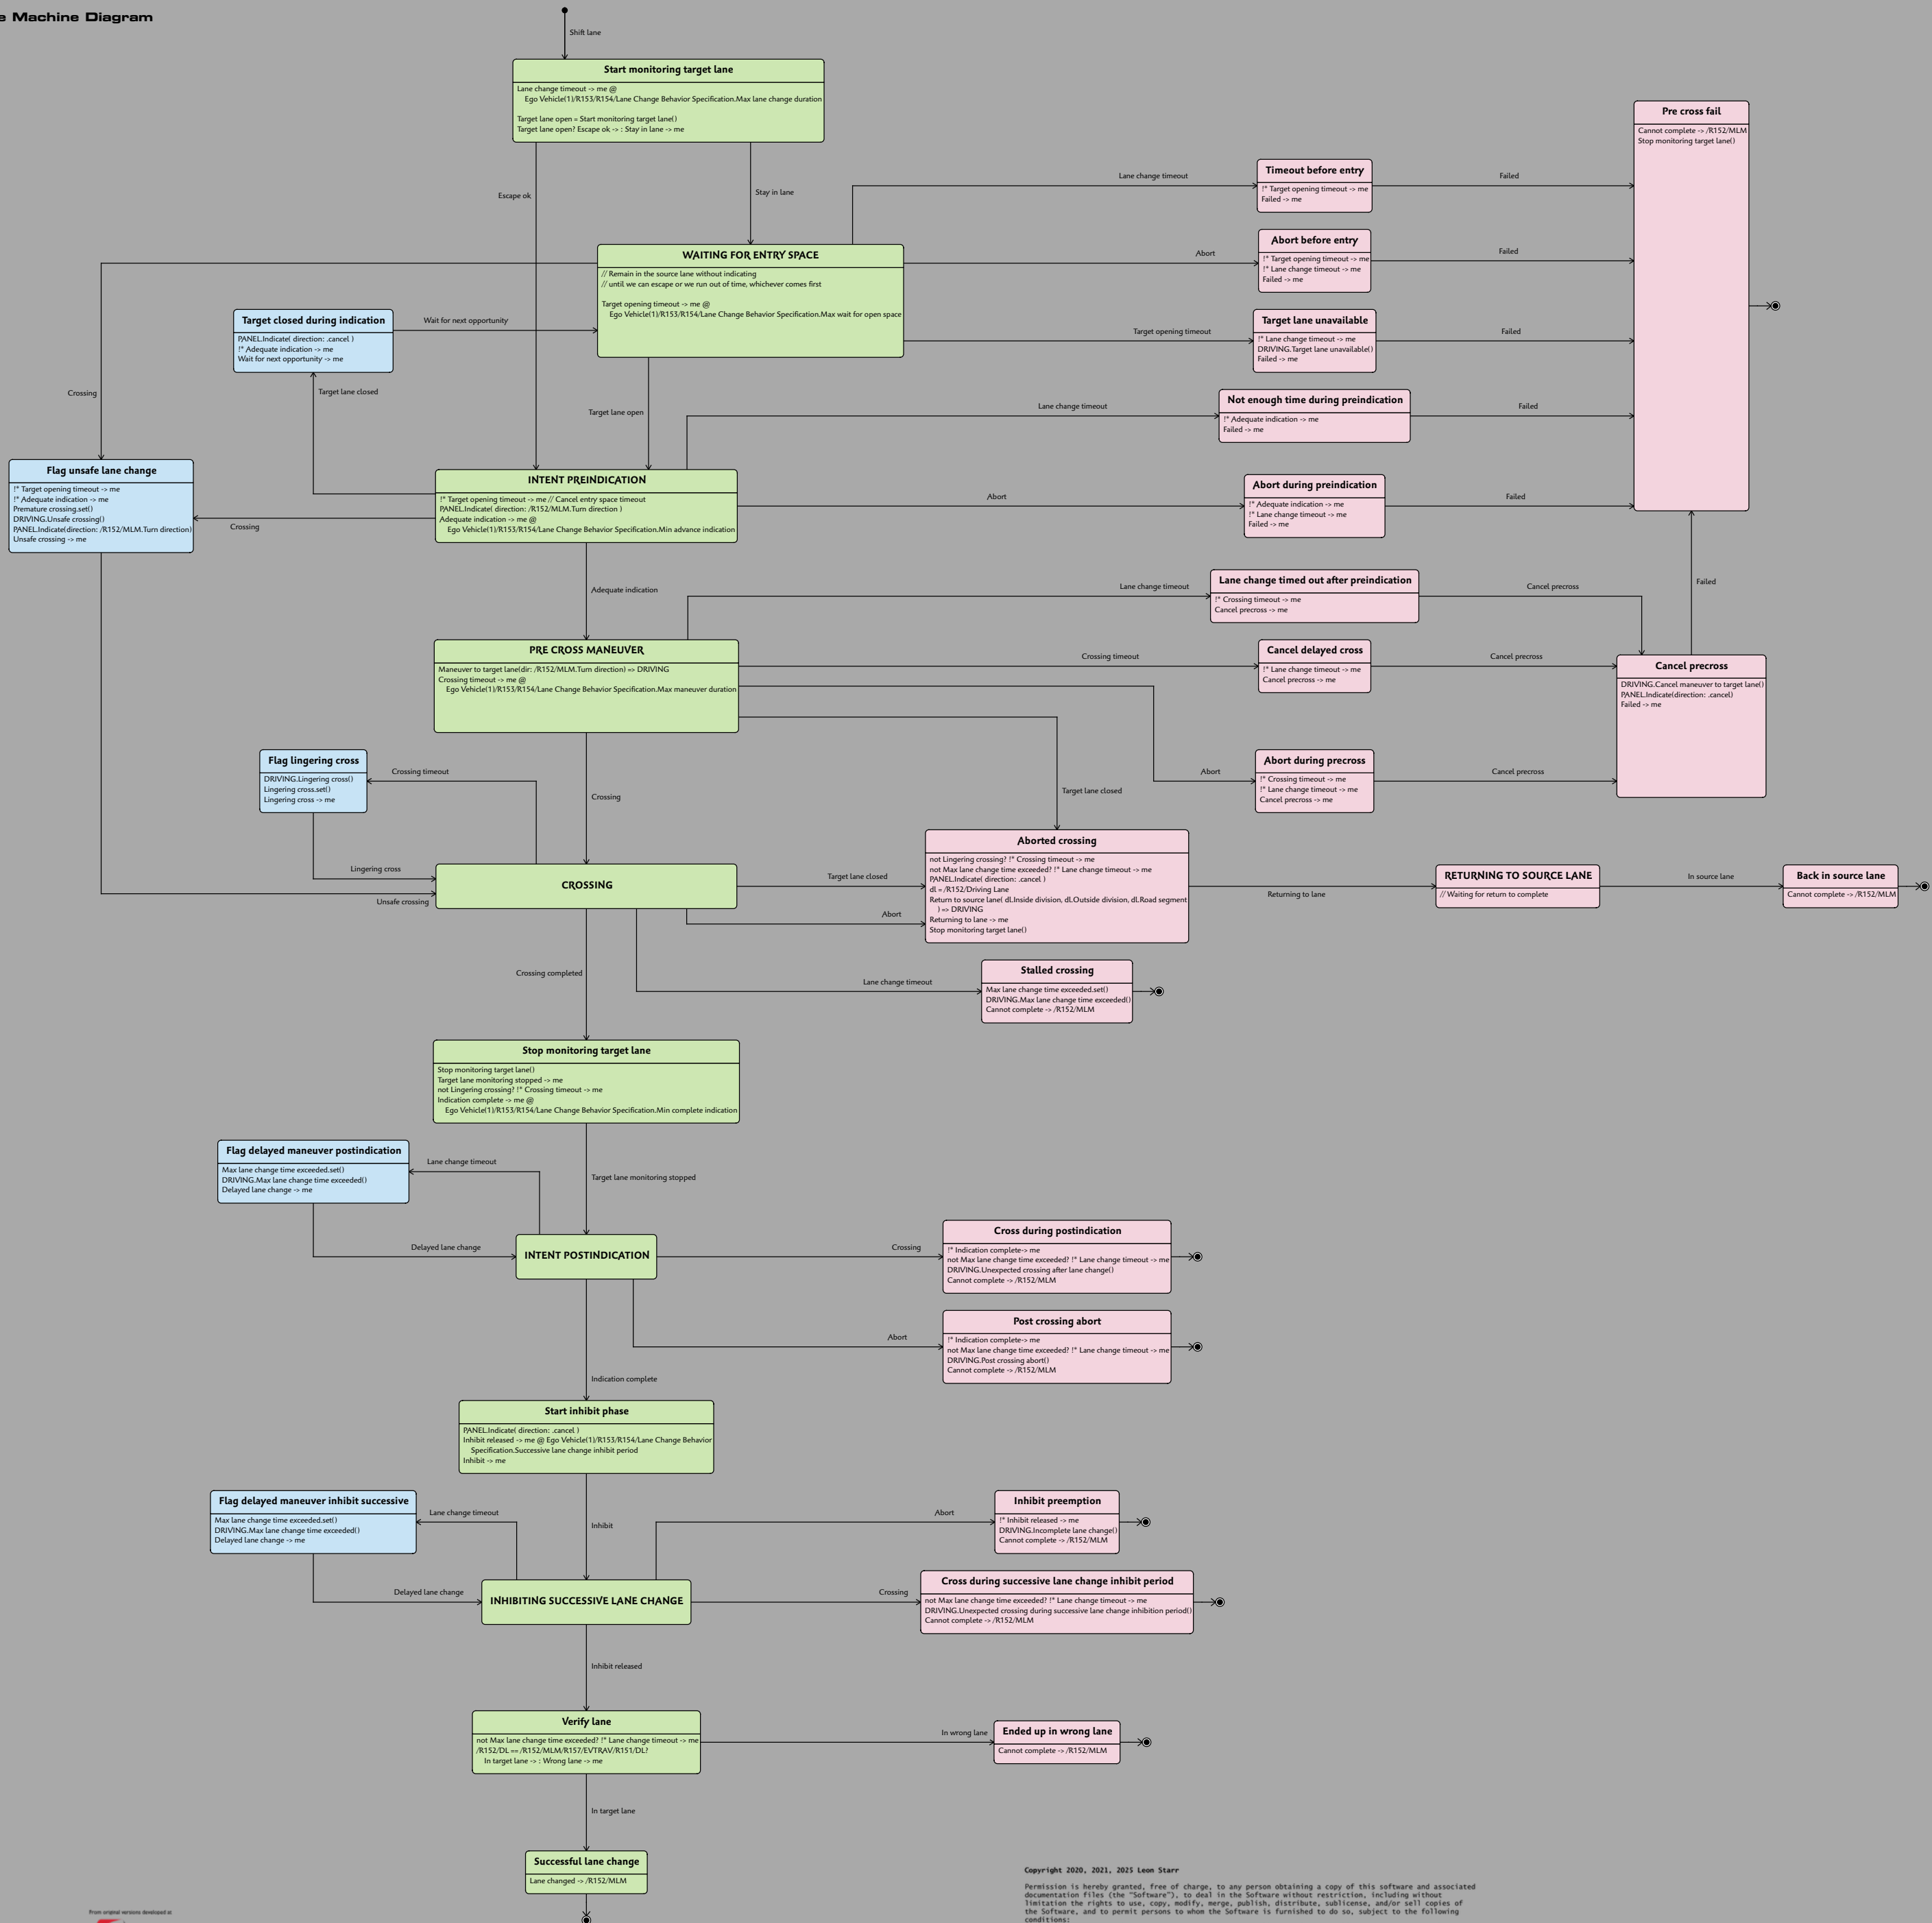 e Machine Diagram
Shift lane
Start monitoring target lane
Lane change timeout -> me @
Ego Vehicle(1)/R153/R154/Lane Change Behavior Specification.Max lane change duration
Target lane open = Start monitoring target lane()
Target lane open? Escape ok -> : Stay in lane -> me
Escape ok
Stay in lane
Pre cross fail
Cannot complete -> /R152/MLM
Stop monitoring target lane()
Lane change timeout
Timeout before entry
!* Target opening timeout -> me
Failed -> me
Failed
WAITING FOR ENTRY SPACE
// Remain in the source lane without indicating
// until we can escape or we run out of time, whichever comes first
Target opening timeout -> me @
Ego Vehicle(1)/R153/R154/Lane Change Behavior Specification.Max wait for open space
Abort
Abort before entry
!* Target opening timeout -> me
!* Lane change timeout -> me
Failed -> me
Failed
Target closed during indication
PANEL.Indicate( direction: .cancel )
!* Adequate indication -> me
Wait for next opportunity -> me
Wait for next opportunity
Target opening timeout
Target lane unavailable
!* Lane change timeout -> me
DRIVING.Target lane unavailable()
Failed -> me
Failed
Crossing
Target lane closed
Target lane open
Lane change timeout
Not enough time during preindication
!* Adequate indication -> me
Failed -> me
Failed
Flag unsafe lane change
!* Target opening timeout -> me
!* Adequate indication -> me
Premature crossing.set()
DRIVING.Unsafe crossing()
PANEL.Indicate(direction: /R152/MLM.Turn direction)
Unsafe crossing -> me
Crossing
INTENT PREINDICATION
!* Target opening timeout -> me // Cancel entry space timeout
PANEL.Indicate( direction: /R152/MLM.Turn direction )
Adequate indication -> me @
Ego Vehicle(1)/R153/R154/Lane Change Behavior Specification.Min advance indication
Abort
Abort during preindication
!* Adequate indication -> me
!* Lane change timeout -> me
Failed -> me
Failed
Adequate indication
Lane change timeout
Lane change timed out after preindication
!* Crossing timeout -> me
Cancel precross -> me
Cancel precross
Failed
PRE CROSS MANEUVER
Maneuver to target lane(dir: /R152/MLM.Turn direction) => DRIVING
Crossing timeout -> me @
Ego Vehicle(1)/R153/R154/Lane Change Behavior Specification.Max maneuver duration
Crossing timeout
Cancel delayed cross
!* Lane change timeout -> me
Cancel precross -> me
Cancel precross
Cancel precross
DRIVING.Cancel maneuver to target lane()
PANEL.Indicate(direction: .cancel)
Failed -> me
Flag lingering cross
DRIVING.Lingering cross()
Lingering cross.set()
Lingering cross -> me
Crossing timeout
Crossing
Target lane closed
Abort
Abort during precross
!* Crossing timeout -> me
!* Lane change timeout -> me
Cancel precross -> me
Cancel precross
Lingering cross
Unsafe crossing
CROSSING
Target lane closed
Abort
Aborted crossing
not Lingering crossing? !* Crossing timeout -> me
not Max lane change time exceeded? !* Lane change timeout -> me
PANEL.Indicate( direction: .cancel )
dl = /R152/Driving Lane
Return to source lane( dl.Inside division, dl.Outside division, dl.Road segment
) => DRIVING
Returning to lane -> me
Stop monitoring target lane()
Returning to lane
RETURNING TO SOURCE LANE
// Waiting for return to complete
In source lane
Back in source lane
Cannot complete -> /R152/MLM
Crossing completed
Lane change timeout
Stalled crossing
Max lane change time exceeded.set()
DRIVING.Max lane change time exceeded()
Cannot complete -> /R152/MLM
Stop monitoring target lane
Stop monitoring target lane()
Target lane monitoring stopped -> me
not Lingering crossing? !* Crossing timeout -> me
Indication complete -> me @
Ego Vehicle(1)/R153/R154/Lane Change Behavior Specification.Min complete indication
Flag delayed maneuver postindication
Max lane change time exceeded.set()
DRIVING.Max lane change time exceeded()
Delayed lane change -> me
Lane change timeout
Target lane monitoring stopped
Delayed lane change
INTENT POSTINDICATION
Crossing
Cross during postindication
!* Indication complete-> me
not Max lane change time exceeded? !* Lane change timeout -> me
DRIVING.Unexpected crossing after lane change()
Cannot complete -> /R152/MLM
Abort
Post crossing abort
!* Indication complete-> me
not Max lane change time exceeded? !* Lane change timeout -> me
DRIVING.Post crossing abort()
Cannot complete -> /R152/MLM
Indication complete
Start inhibit phase
PANEL.Indicate( direction: .cancel )
Inhibit released -> me @ Ego Vehicle(1)/R153/R154/Lane Change Behavior
Specification.Successive lane change inhibit period
Inhibit -> me
Flag delayed maneuver inhibit successive
Max lane change time exceeded.set()
DRIVING.Max lane change time exceeded()
Delayed lane change -> me
Lane change timeout
Inhibit
Abort
Inhibit preemption
!* Inhibit released -> me
DRIVING.Incomplete lane change()
Cannot complete -> /R152/MLM
Delayed lane change
INHIBITING SUCCESSIVE LANE CHANGE
Crossing
Cross during successive lane change inhibit period
not Max lane change time exceeded? !* Lane change timeout -> me
DRIVING.Unexpected crossing during successive lane change inhibition period()
Cannot complete -> /R152/MLM
Inhibit released
Verify lane
not Max lane change time exceeded? !* Lane change timeout -> me
/R152/DL == /R152/MLM/R157/EVTRAV/R151/DL?
In target lane -> : Wrong lane -> me
In wrong lane
Ended up in wrong lane
Cannot complete -> /R152/MLM
In target lane
Successful lane change
Lane changed -> /R152/MLM
From original versions developed at
Copyright 2020, 2021, 2025 Leon Starr
Permission is hereby granted, free of charge, to any person obtaining a copy of this software and associated
documentation files (the "Software"), to deal in the Software without restriction, including without
limitation the rights to use, copy, modify, merge, publish, distribute, sublicense, and/or sell copies of
the Software, and to permit persons to whom the Software is furnished to do so, subject to the following
conditions: